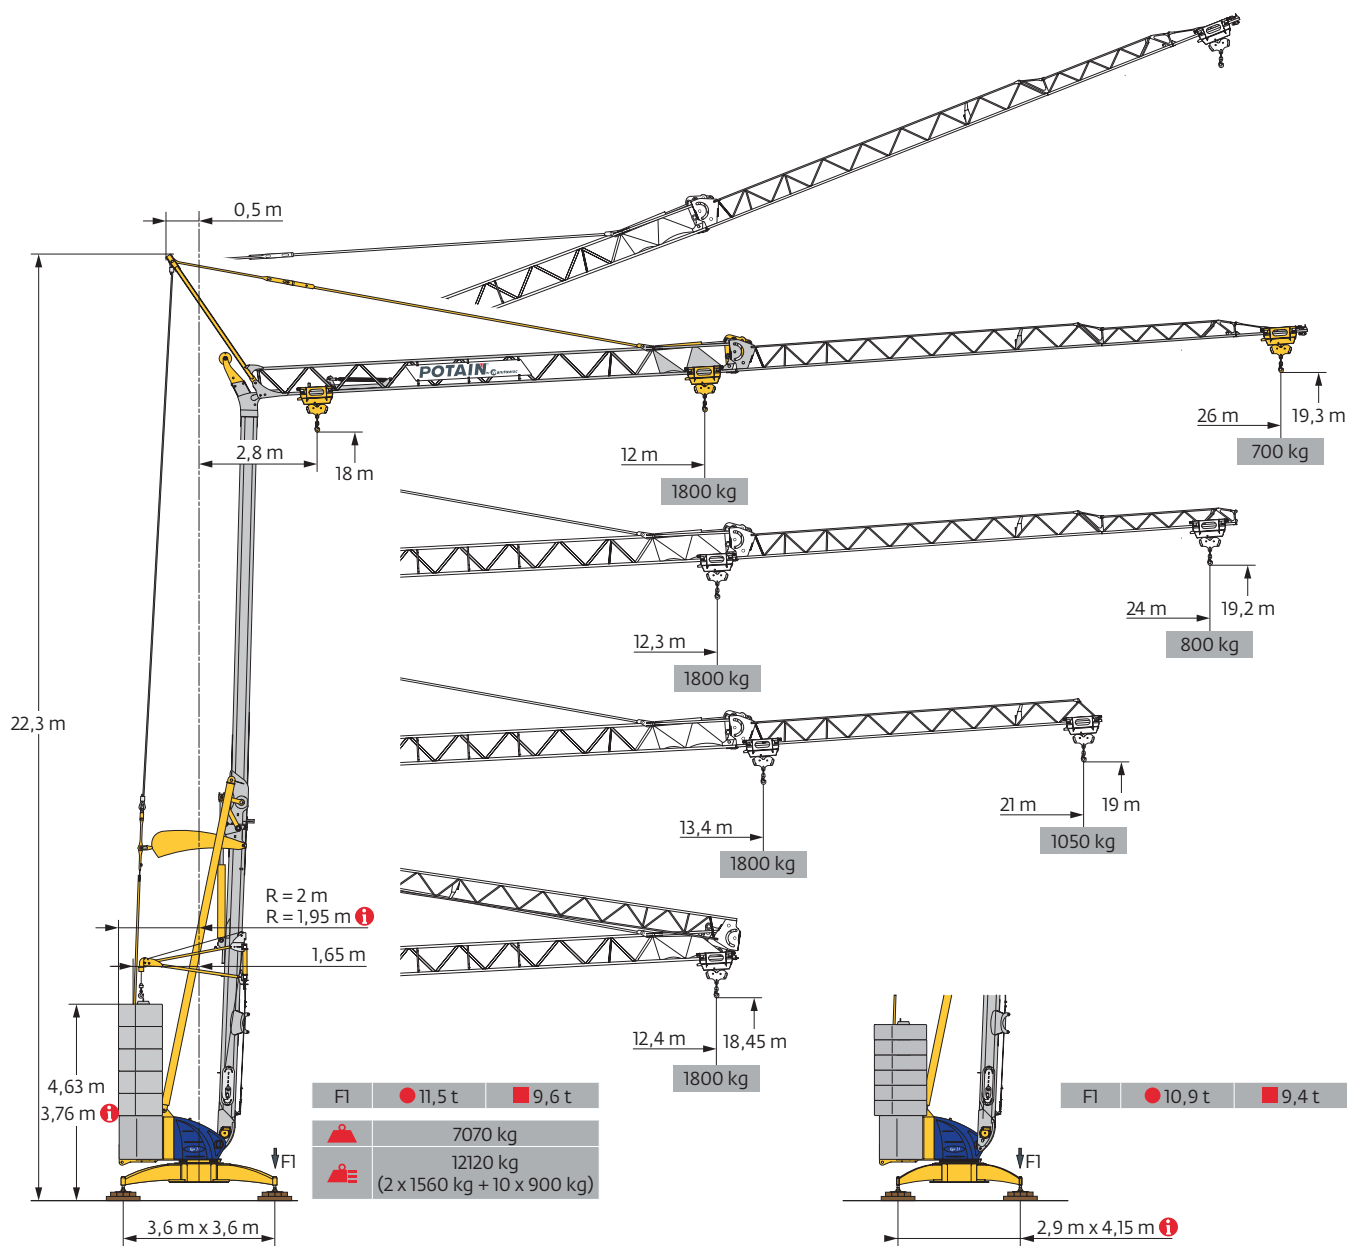 0,5 m
POTAIN
2,8 m
18 m
12 m
1800 kg
26 m
19,3 m
700 kg
12,3 m
1800 kg
24 m
19,2 m
800 kg
22,3 m
13,4 m
1800 kg
21 m
19 m
1050 kg
R = 2 m
R = 1,95 m i
1,65 m
12,4 m
18,45 m
1800 kg
4,63 m
3,76 m i
F1 11,5 t 9,6 t
7070 kg
12120 kg
(2 x 1560 kg + 10 x 900 kg)
F1
3,6 m x 3,6 m
F1 10,9 t 9,4 t
F1
2,9 m x 4,15 m i